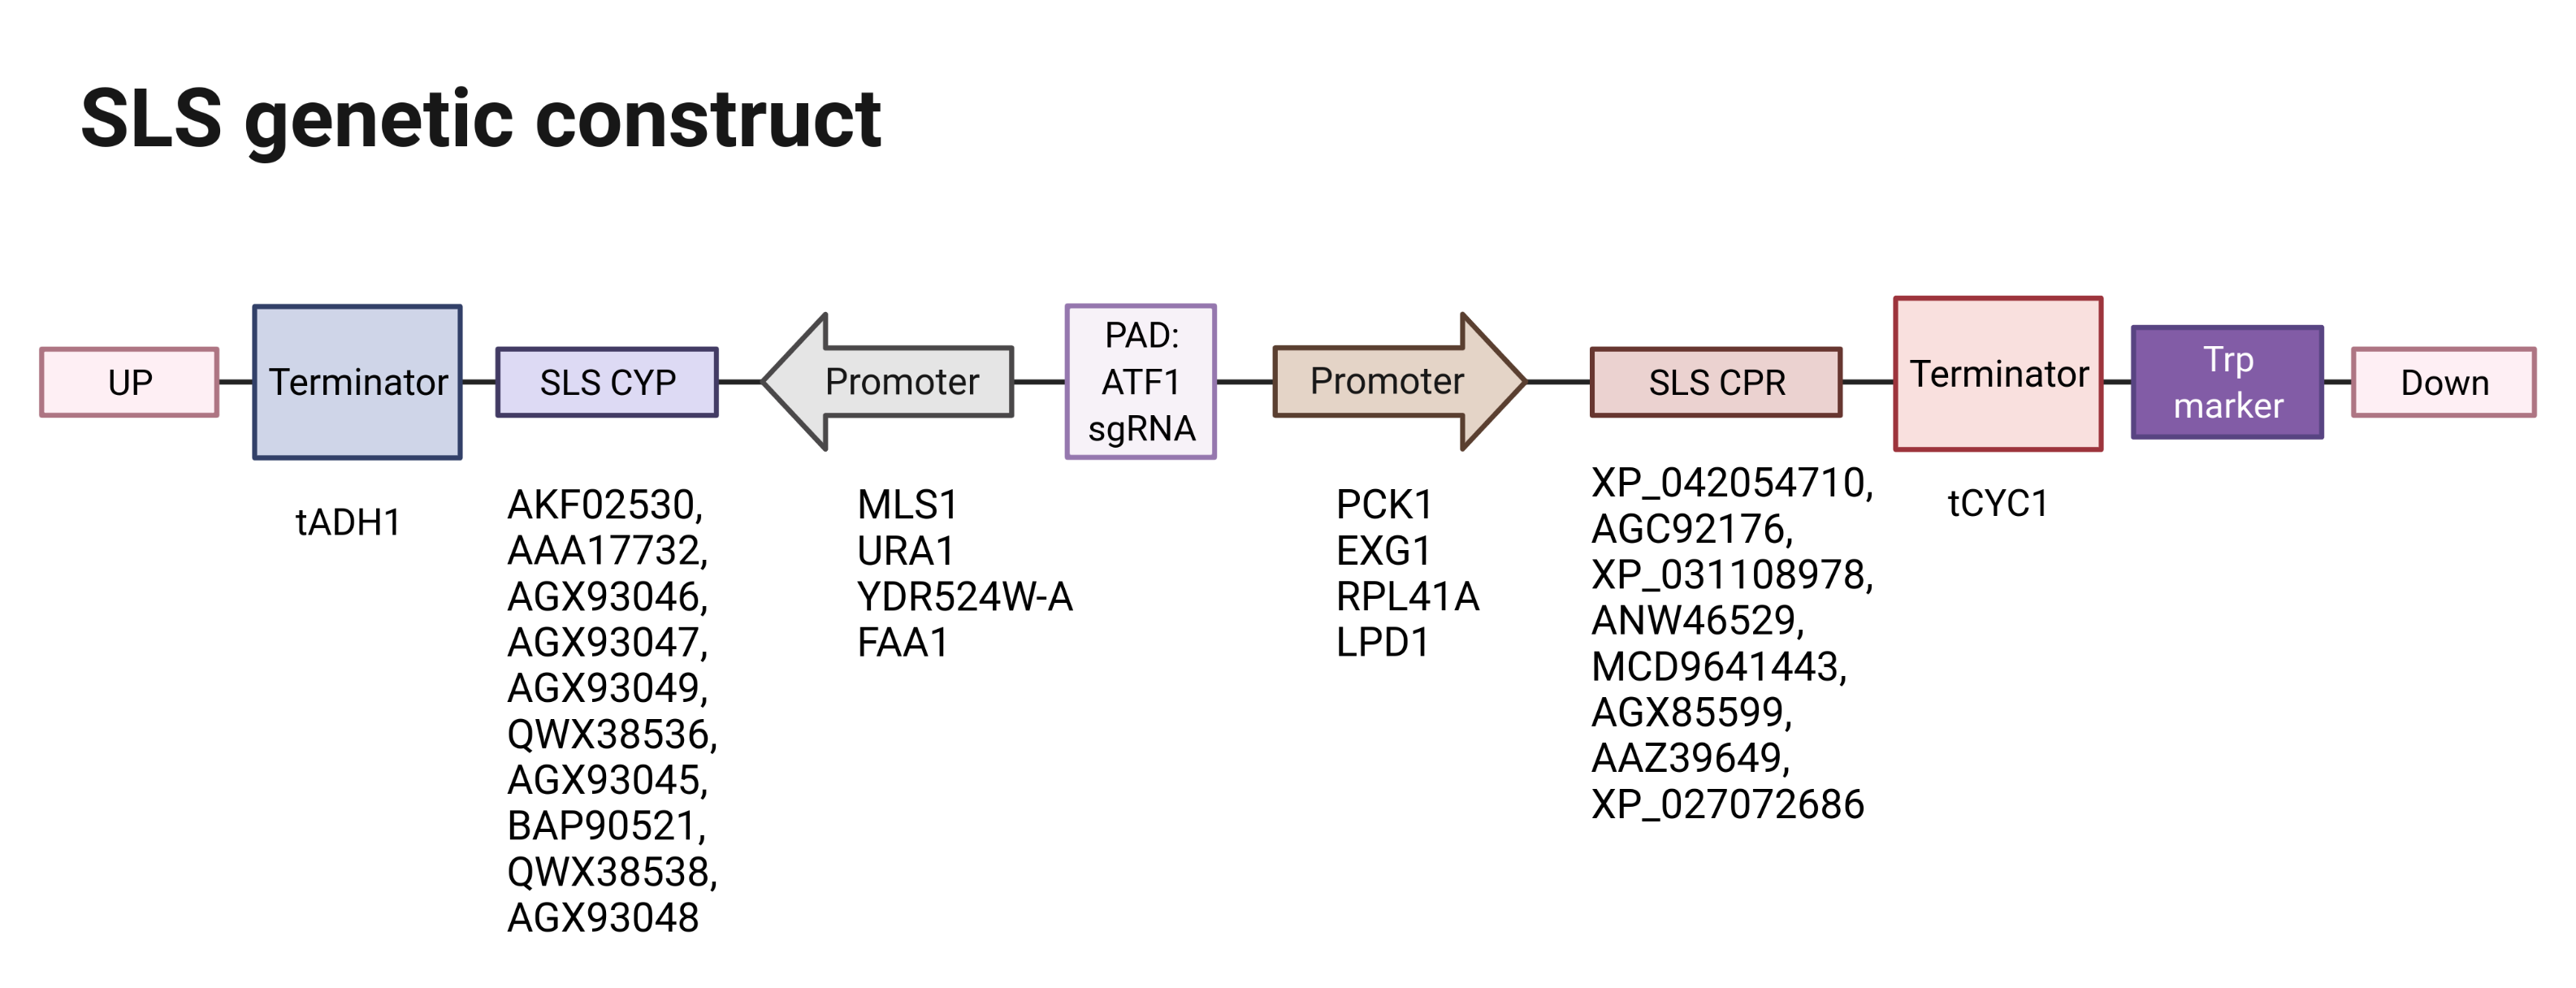 SLS genetic construct
UP
Terminator
SLS CYP
Promoter
PAD:
ATF1
sgRNA
Promoter
SLS CPR
Terminator
Trp
marker
Down
tADH1
AKF02530,
AAA17732,
AGX93046,
AGX93047,
AGX93049,
QWX38536,
AGX93045,
BAP90521,
QWX38538,
AGX93048
MLS1
URA1
YDR524W-A
FAA1
PCK1
EXG1
RPL41A
LPD1
XP_042054710,
AGC92176,
XP_031108978,
ANW46529,
MCD9641443,
AGX85599,
AAZ39649,
XP_027072686
tCYC1